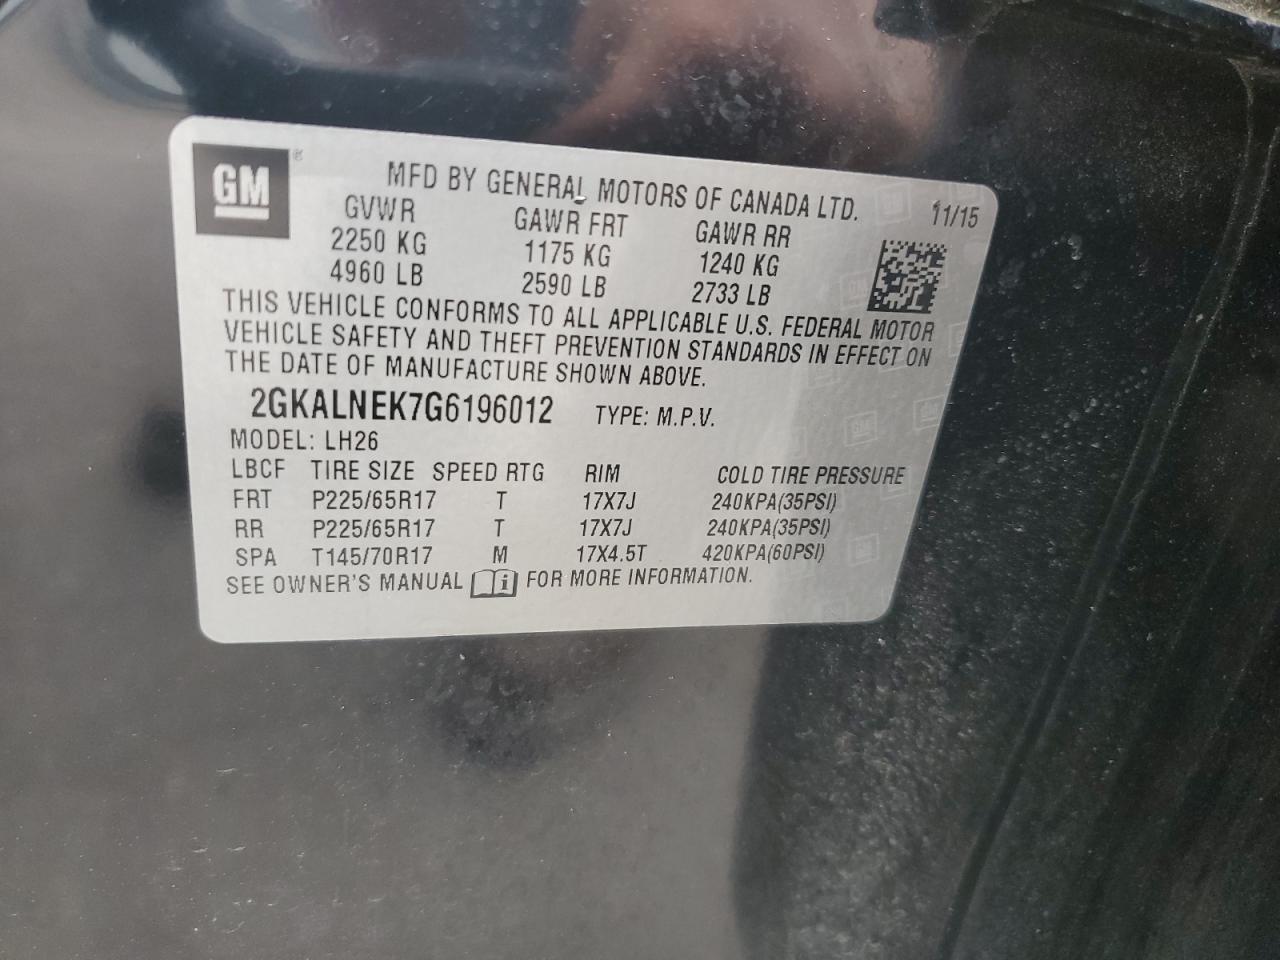 GM ®
MFD BY GENERAL MOTORS OF CANADA LTD. 11/15
GVWR GAWR FRT GAWR RR
2250 KG 1175 KG 1240 KG
4960 LB 2590 LB 2733 LB
THIS VEHICLE CONFORMS TO ALL APPLICABLE U.S. FEDERAL MOTOR
VEHICLE SAFETY AND THEFT PREVENTION STANDARDS IN EFFECT ON
THE DATE OF MANUFACTURE SHOWN ABOVE.
2GKALNEK7G6196012 TYPE: M.P.V.
MODEL: LH26
LBCF TIRE SIZE SPEED RTG RIM COLD TIRE PRESSURE
FRT P225/65R17 T 17X7J 240KPA(35PSI)
RR P225/65R17 T 17X7J 240KPA(35PSI)
SPA T145/70R17 M 17X4.5T 420KPA(60PSI)
SEE OWNER'S MANUAL i FOR MORE INFORMATION.